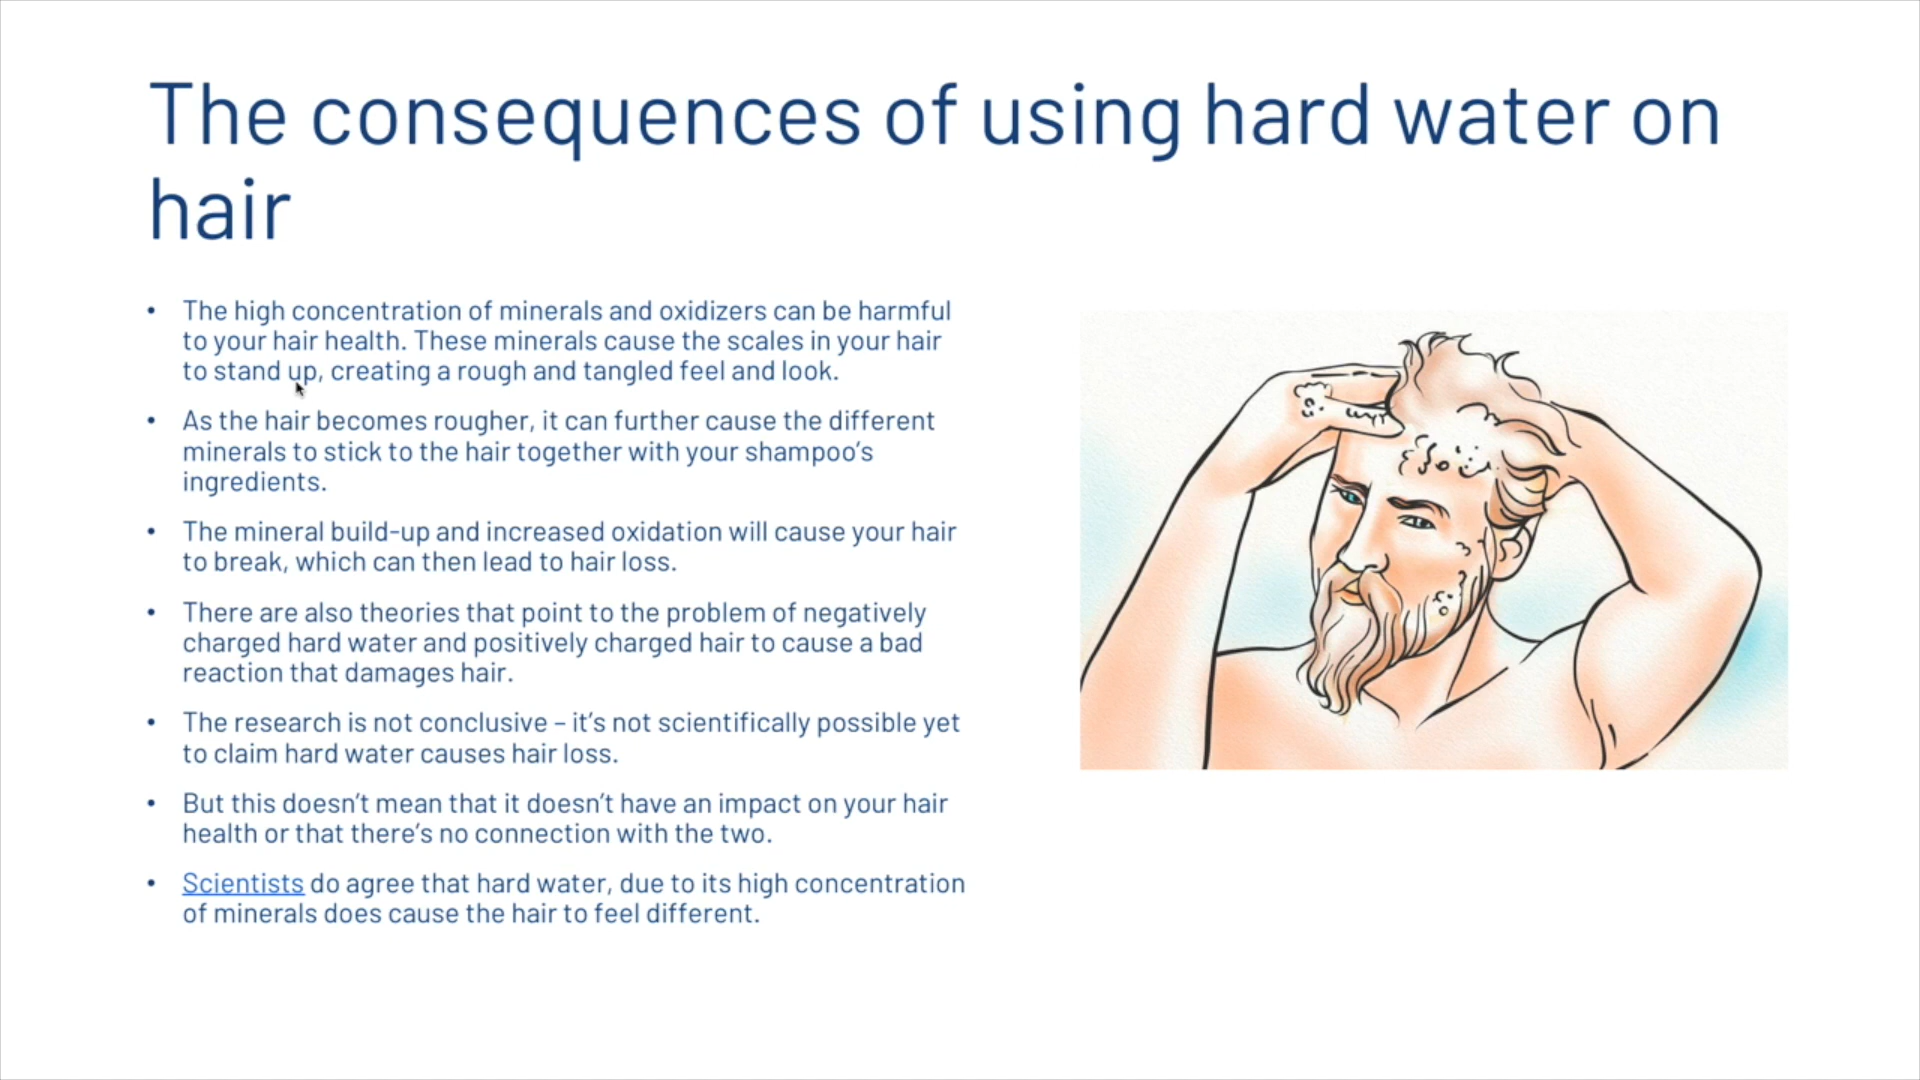 The consequences of using hard water on
hair
• The high concentration of minerals and oxidizers can be harmful
to your hair health. These minerals cause the scales in your hair
to stand up, creating a rough and tangled feel and look.
• As the hair becomes rougher, it can further cause the different
minerals to stick to the hair together with your shampoo's
ingredients.
• The mineral build-up and increased oxidation will cause your hair
to break, which can then lead to hair loss.
• There are also theories that point to the problem of negatively
charged hard water and positively charged hair to cause a bad
reaction that damages hair.
• The research is not conclusive – it's not scientifically possible yet
to claim hard water causes hair loss.
• But this doesn't mean that it doesn't have an impact on your hair
health or that there's no connection with the two.
• Scientists do agree that hard water, due to its high concentration
of minerals does cause the hair to feel different.